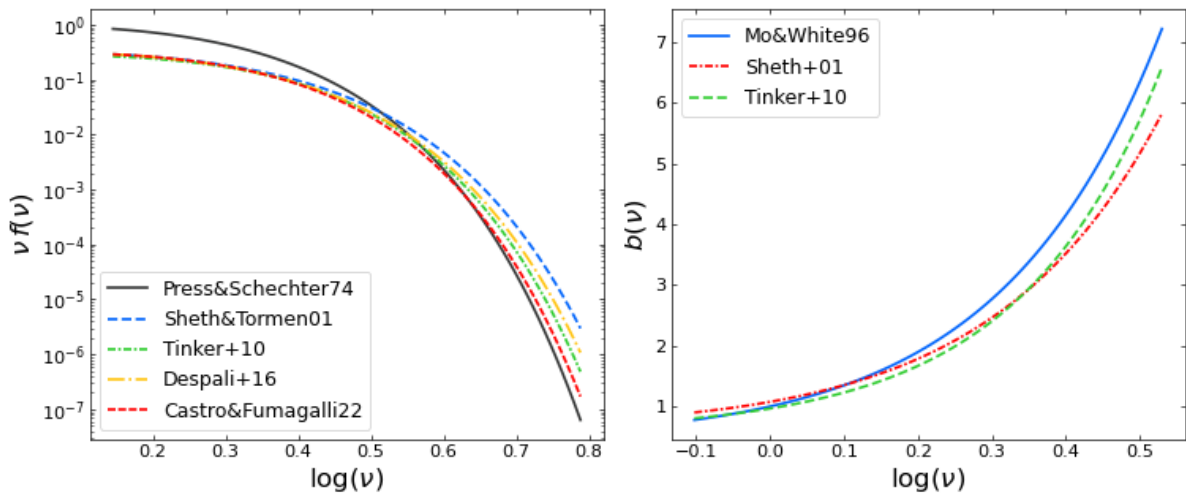 10⁰
10⁻¹
10⁻²
10⁻³
10⁻⁴
10⁻⁵
10⁻⁶
10⁻⁷
ν f(ν)
Press&Schechter74
Sheth&Tormen01
Tinker+10
Despali+16
Castro&Fumagalli22
0.2 0.3 0.4 0.5 0.6 0.7 0.8
log(ν)
7
6
5
4
3
2
1
b(ν)
Mo&White96
Sheth+01
Tinker+10
−0.1 0.0 0.1 0.2 0.3 0.4 0.5
log(ν)